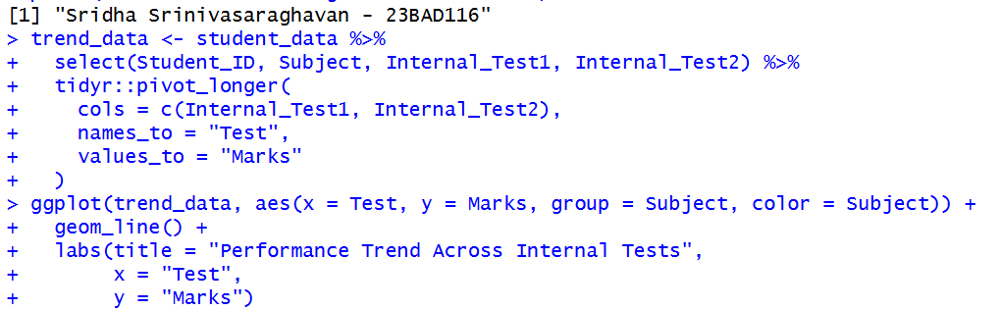 [1] "Sridha Srinivasaraghavan - 23BAD116"
> trend_data <- student_data %>%
+   select(Student_ID, Subject, Internal_Test1, Internal_Test2) %>%
+   tidyr::pivot_longer(
+     cols = c(Internal_Test1, Internal_Test2),
+     names_to = "Test",
+     values_to = "Marks"
+   )
> ggplot(trend_data, aes(x = Test, y = Marks, group = Subject, color = Subject)) +
+   geom_line() +
+   labs(title = "Performance Trend Across Internal Tests",
+        x = "Test",
+        y = "Marks")